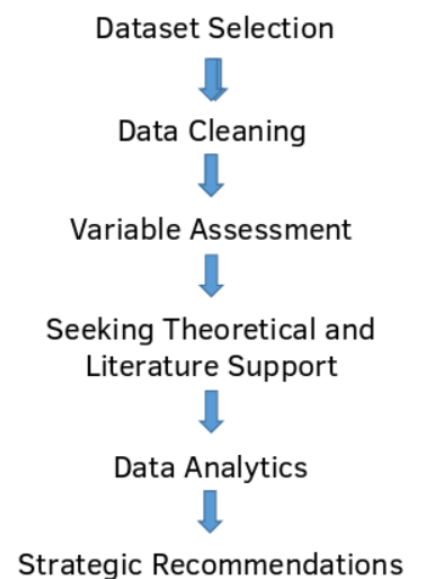 Dataset Selection
Data Cleaning
Variable Assessment
Seeking Theoretical and
Literature Support
Data Analytics
Strategic Recommendations